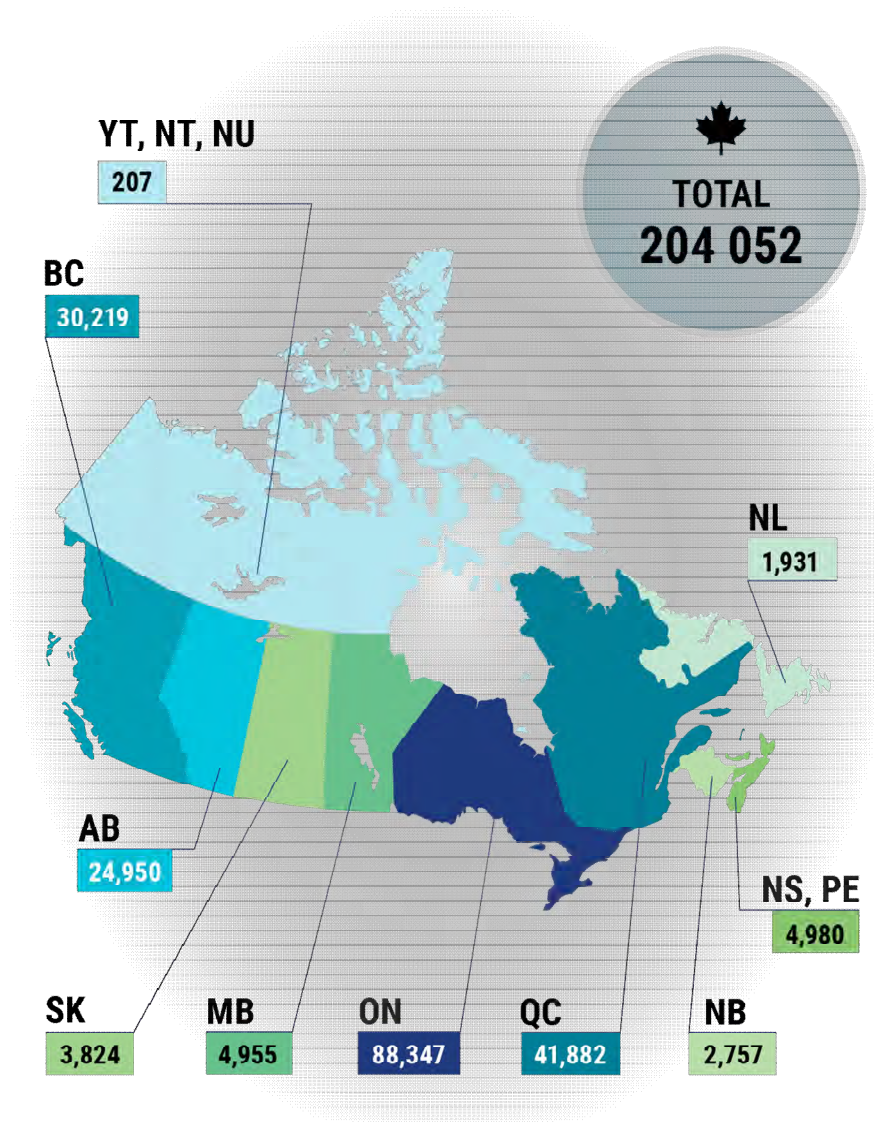 TOTAL
204 052
YT, NT, NU
207
BC
30,219
NL
1,931
AB
24,950
NS, PE
4,980
SK
3,824
MB
4,955
ON
88,347
QC
41,882
NB
2,757